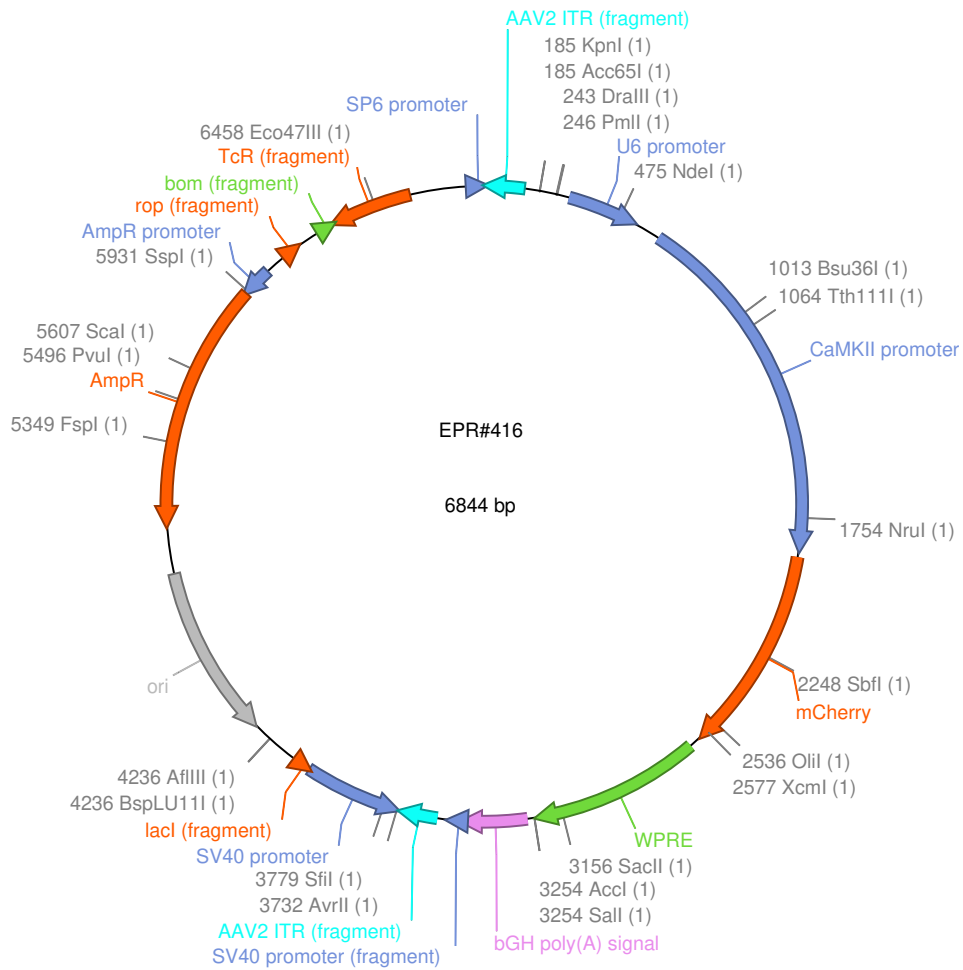 AAV2 ITR (fragment)
185 KpnI (1)
185 Acc65I (1)
243 DraIII (1)
246 PmlI (1)
U6 promoter
475 NdeI (1)
1013 Bsu36I (1)
1064 Tth111I (1)
CaMKII promoter
1754 NruI (1)
2248 SbfI (1)
mCherry
2536 OliI (1)
2577 XcmI (1)
WPRE
3156 SacII (1)
3254 AccI (1)
3254 SalI (1)
bGH poly(A) signal
SV40 promoter (fragment)
AAV2 ITR (fragment)
3732 AvrII (1)
3779 SfiI (1)
SV40 promoter
lacI (fragment)
4236 BspLU11I (1)
4236 AflIII (1)
ori
5349 FspI (1)
AmpR
5496 PvuI (1)
5607 ScaI (1)
5931 SspI (1)
AmpR promoter
rop (fragment)
bom (fragment)
TcR (fragment)
6458 Eco47III (1)
SP6 promoter
EPR#416
6844 bp